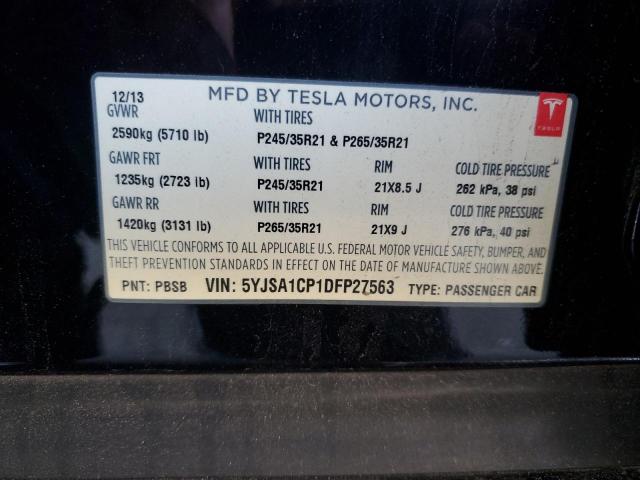 12/13 MFD BY TESLA MOTORS, INC.
GVWR WITH TIRES
2590kg (5710 lb) P245/35R21 & P265/35R21
GAWR FRT WITH TIRES RIM COLD TIRE PRESSURE
1235kg (2723 lb) P245/35R21 21X8.5 J 262 kPa, 38 psi
GAWR RR WITH TIRES RIM COLD TIRE PRESSURE
1420kg (3131 lb) P265/35R21 21X9 J 276 kPa, 40 psi
THIS VEHICLE CONFORMS TO ALL APPLICABLE U.S. FEDERAL MOTOR VEHICLE SAFETY, BUMPER, AND
THEFT PREVENTION STANDARDS IN EFFECT ON THE DATE OF MANUFACTURE SHOWN ABOVE.
PNT: PBSB VIN: 5YJSA1CP1DFP27563 TYPE: PASSENGER CAR
TESLA